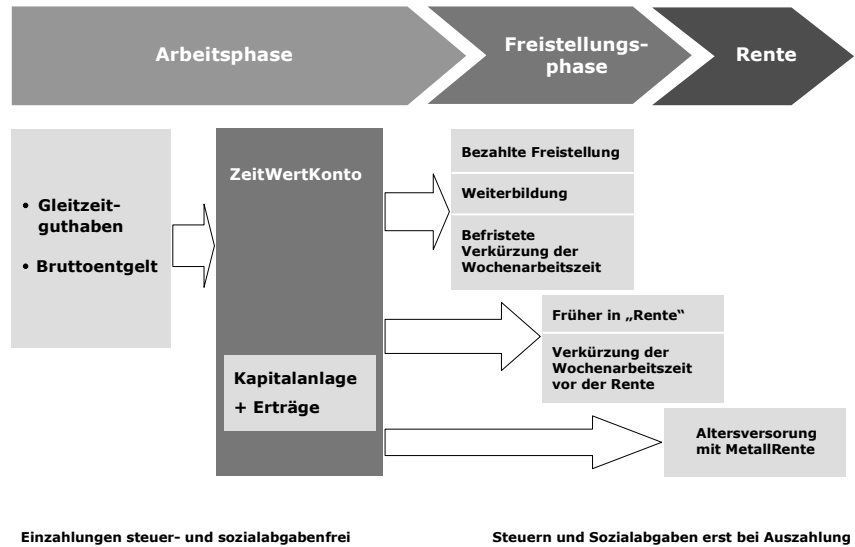 Arbeitsphase
Freistellungs-
phase
Rente
• Gleitzeit-
guthaben
• Bruttoentgelt
ZeitWertKonto
Kapitalanlage
+ Erträge
Bezahlte Freistellung
Weiterbildung
Befristete
Verkürzung der
Wochenarbeitszeit
Früher in „Rente“
Verkürzung der
Wochenarbeitszeit
vor der Rente
Altersversorung
mit MetallRente
Einzahlungen steuer- und sozialabgabenfrei
Steuern und Sozialabgaben erst bei Auszahlung